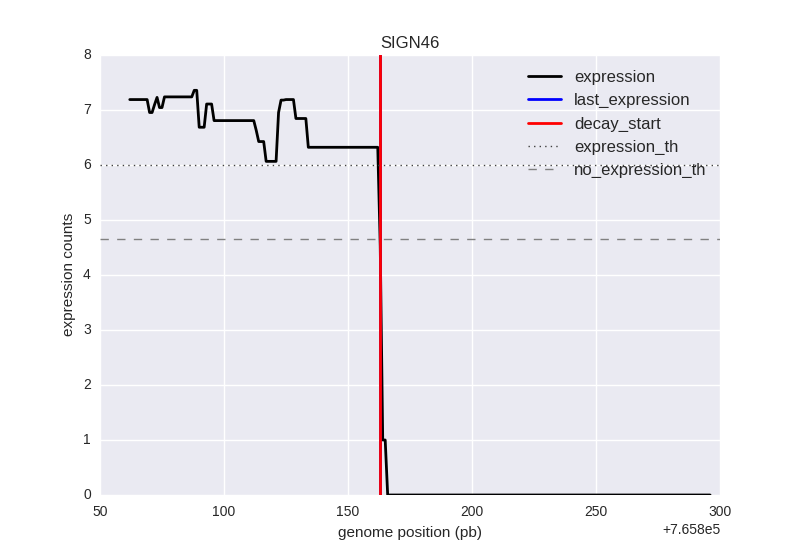 SIGN46
8
7
6
5
4
3
2
1
0
expression counts
expression
last_expression
decay_start
expression_th
no_expression_th
50
100
150
200
250
300
genome position (pb)
+7.658e5